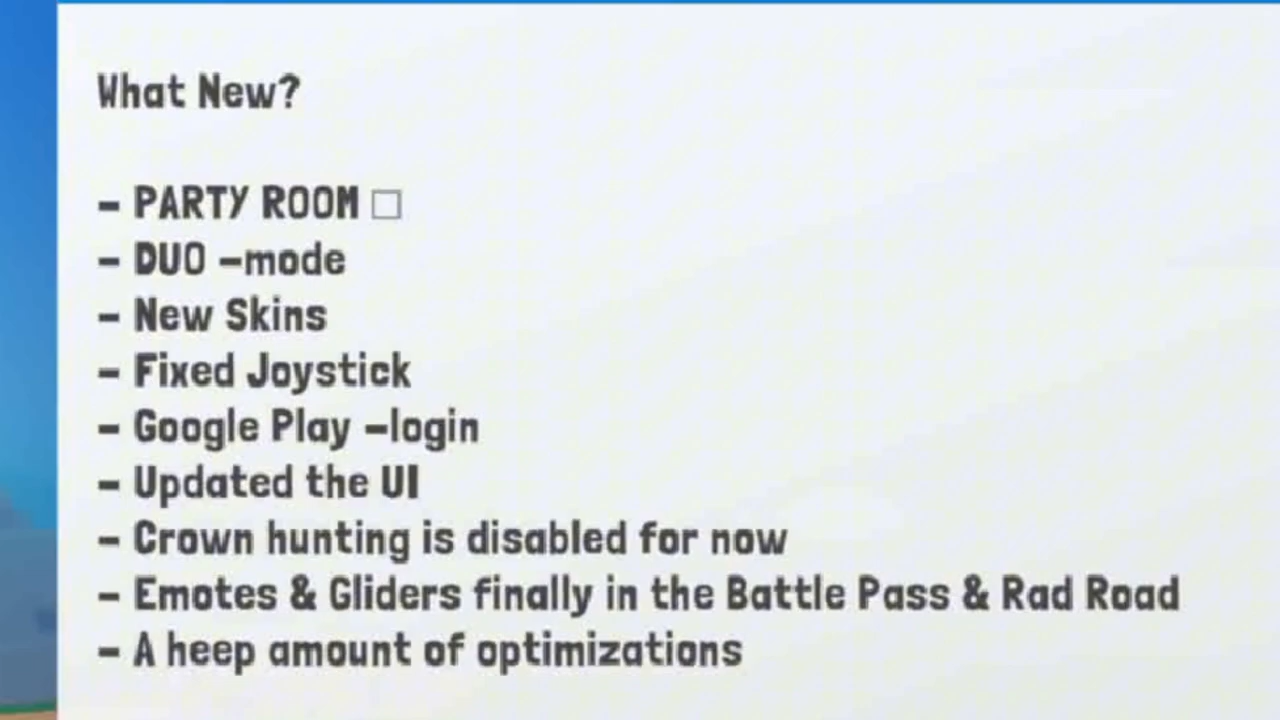 What New?
- PARTY ROOM □
- DUO -mode
- New Skins
- Fixed Joystick
- Google Play -login
- Updated the UI
- Crown hunting is disabled for now
- Emotes & Gliders finally in the Battle Pass & Rad Road
- A heep amount of optimizations